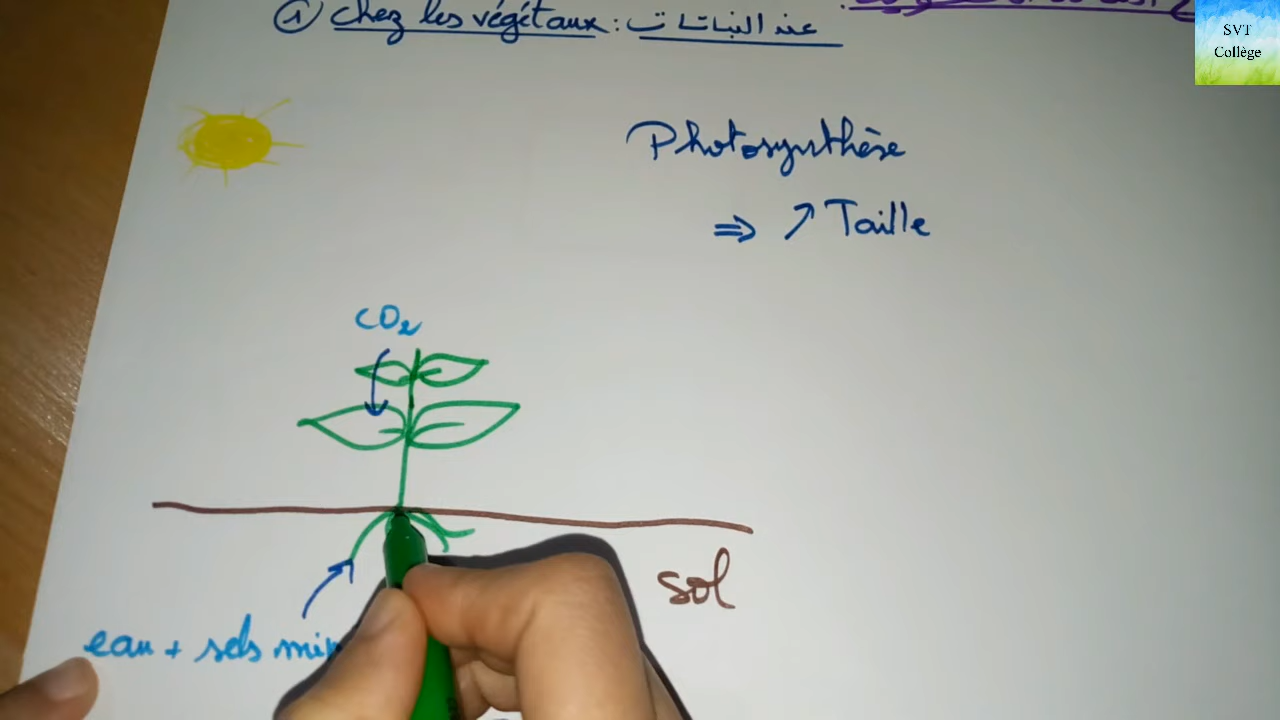 ① Chez les végétaux : عند النباتات
SVT
Collège
Photosynthèse
⇒ ↗ Taille
CO₂
sol
eau + sels min